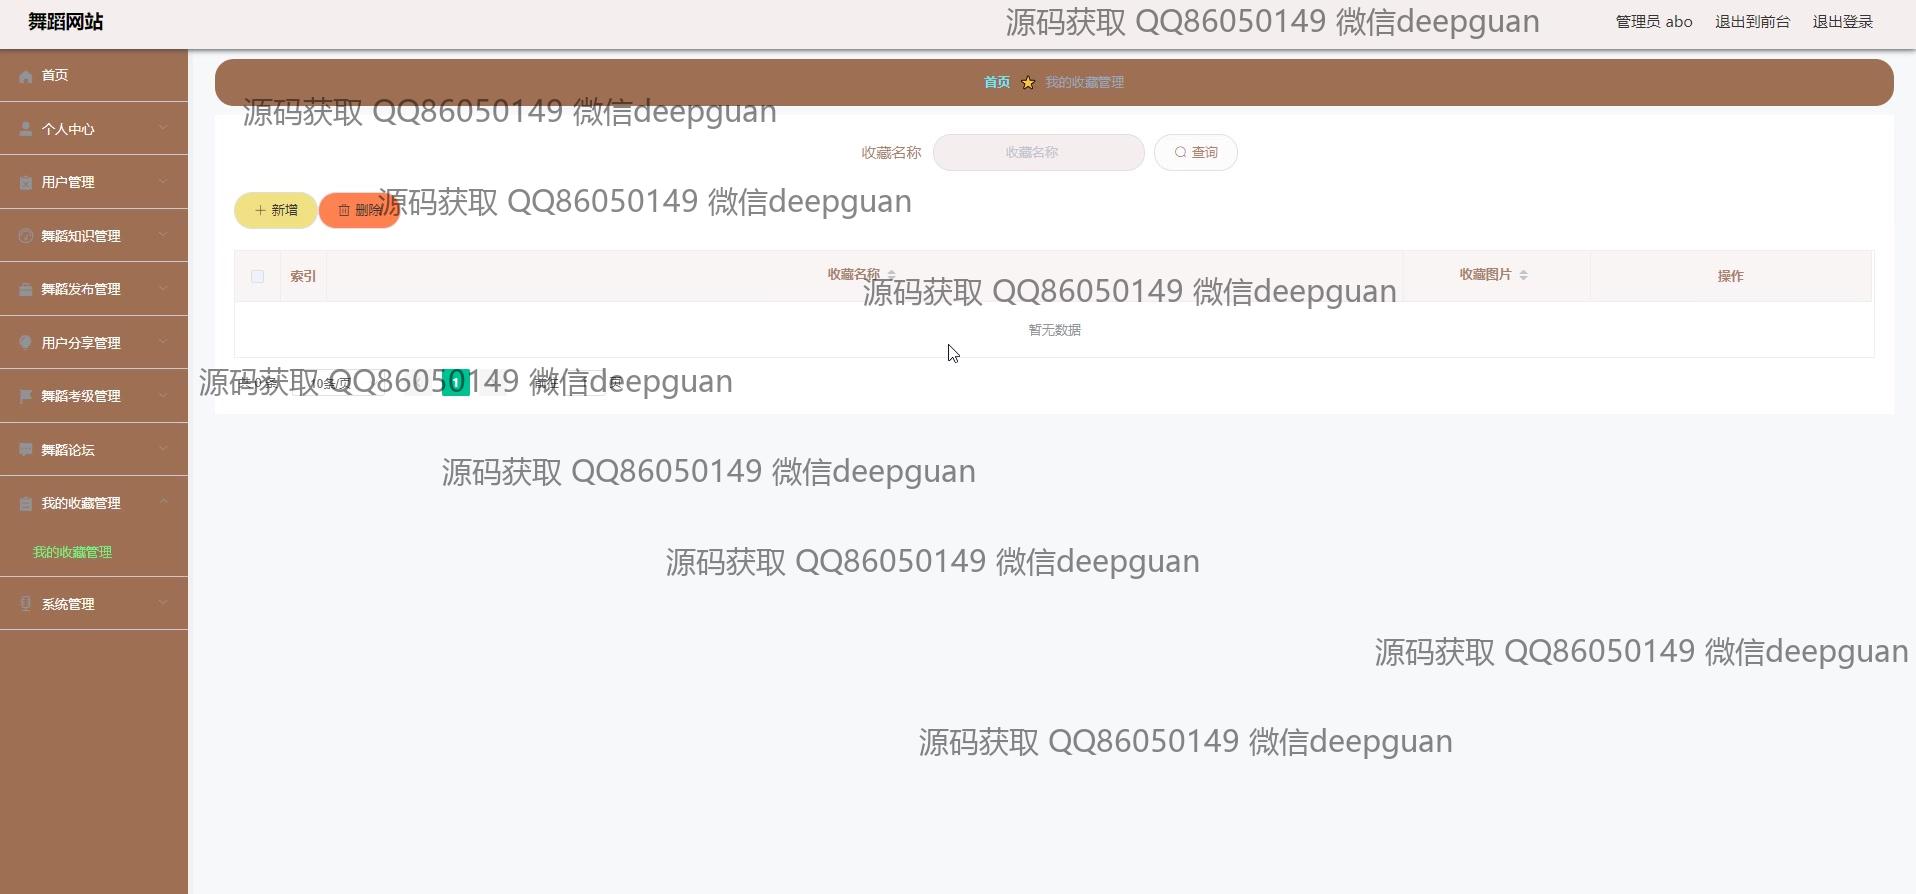 舞蹈网站
源码获取 QQ86050149 微信deepguan
管理员 abo 退出到前台 退出登录
首页
个人中心
用户管理
舞蹈知识管理
舞蹈发布管理
用户分享管理
舞蹈考级管理
舞蹈论坛
我的收藏管理
我的收藏管理
系统管理
首页 我的收藏管理
源码获取 QQ86050149 微信deepguan
收藏名称 收藏名称 查询
新增 删除
源码获取 QQ86050149 微信deepguan
索引 收藏名称 收藏图片 操作
源码获取 QQ86050149 微信deepguan
暂无数据
共 0 条 10条/页 1 前往 1 页
源码获取 QQ86050149 微信deepguan
源码获取 QQ86050149 微信deepguan
源码获取 QQ86050149 微信deepguan
源码获取 QQ86050149 微信deepguan
源码获取 QQ86050149 微信deepguan